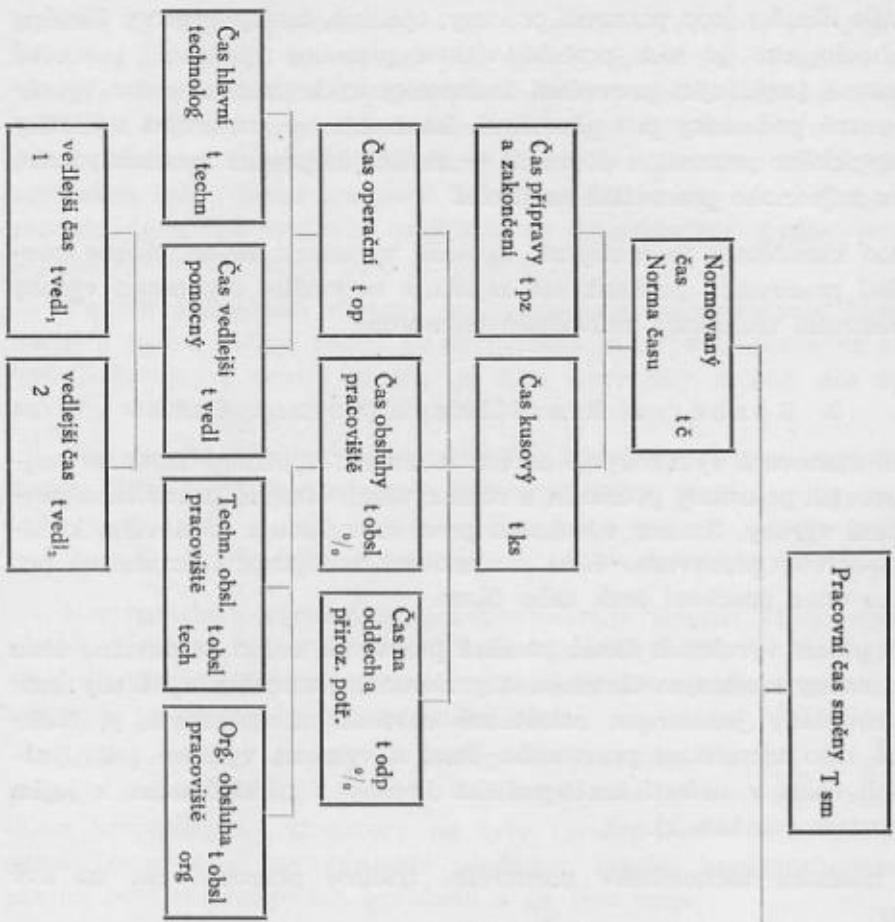 Pracovní čas směny T sm
Normovaný
čas
Norma času t č
Čas přípravy t pz
a zakončení
Čas kusový t ks
Čas operační t op
Čas obsluhy t obsl
pracoviště %
Čas na
oddech a t odp
přiroz. potř. %
Čas hlavní t techn
technolog
Čas vedlejší t vedl
pomocný
Techn. obsl. t obsl
pracoviště tech
Org. obsluha t obsl
pracoviště org
vedlejší čas t vedl₁
1
vedlejší čas t vedl₂
2